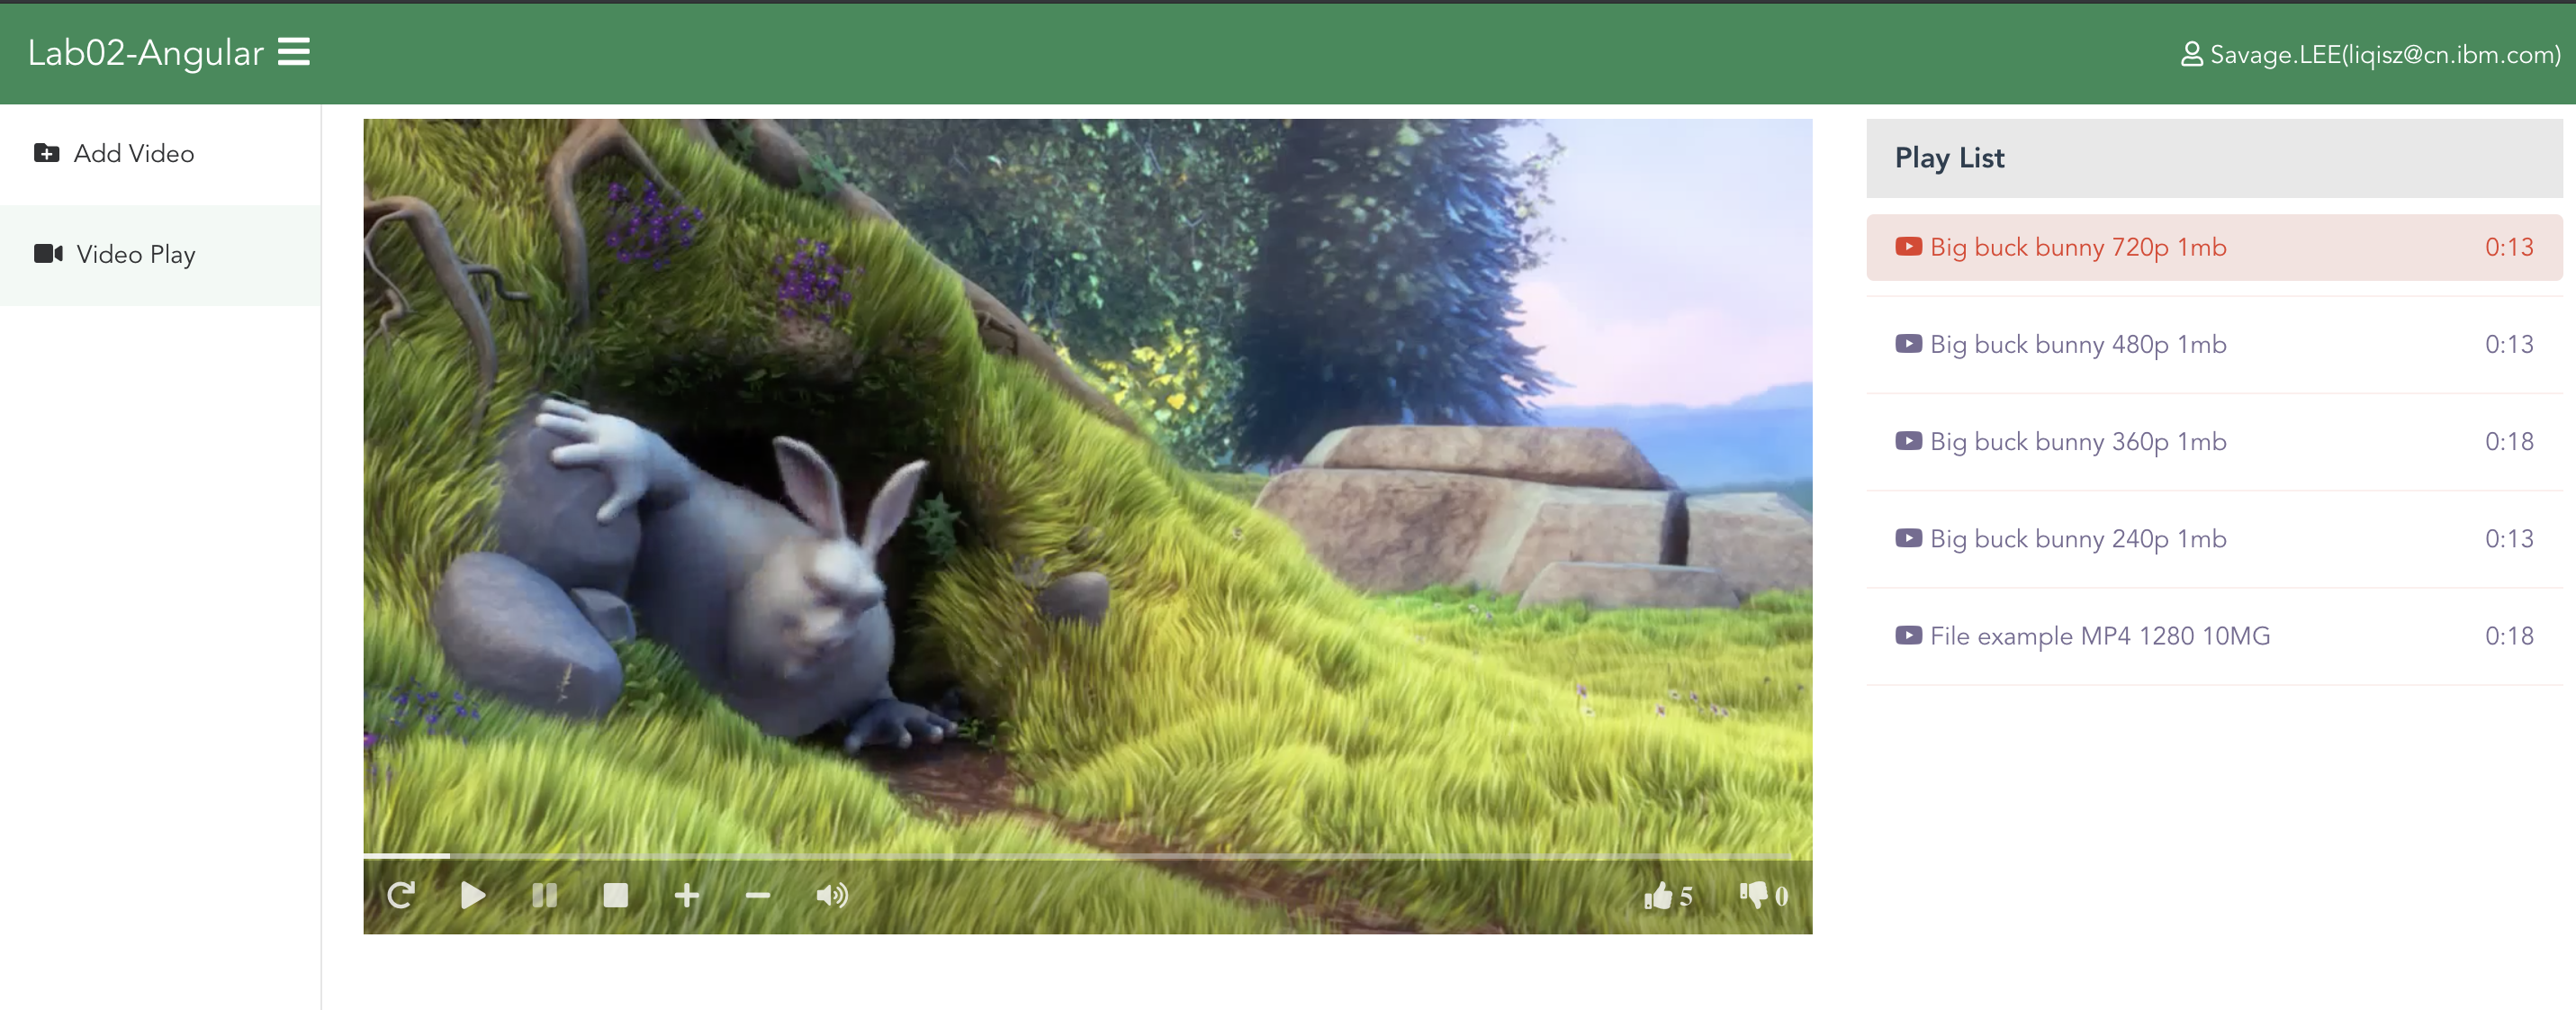 Lab02-Angular
Savage.LEE(liqisz@cn.ibm.com)
Add Video
Video Play
Play List
Big buck bunny 720p 1mb 0:13
Big buck bunny 480p 1mb 0:13
Big buck bunny 360p 1mb 0:18
Big buck bunny 240p 1mb 0:13
File example MP4 1280 10MG 0:18
5 0